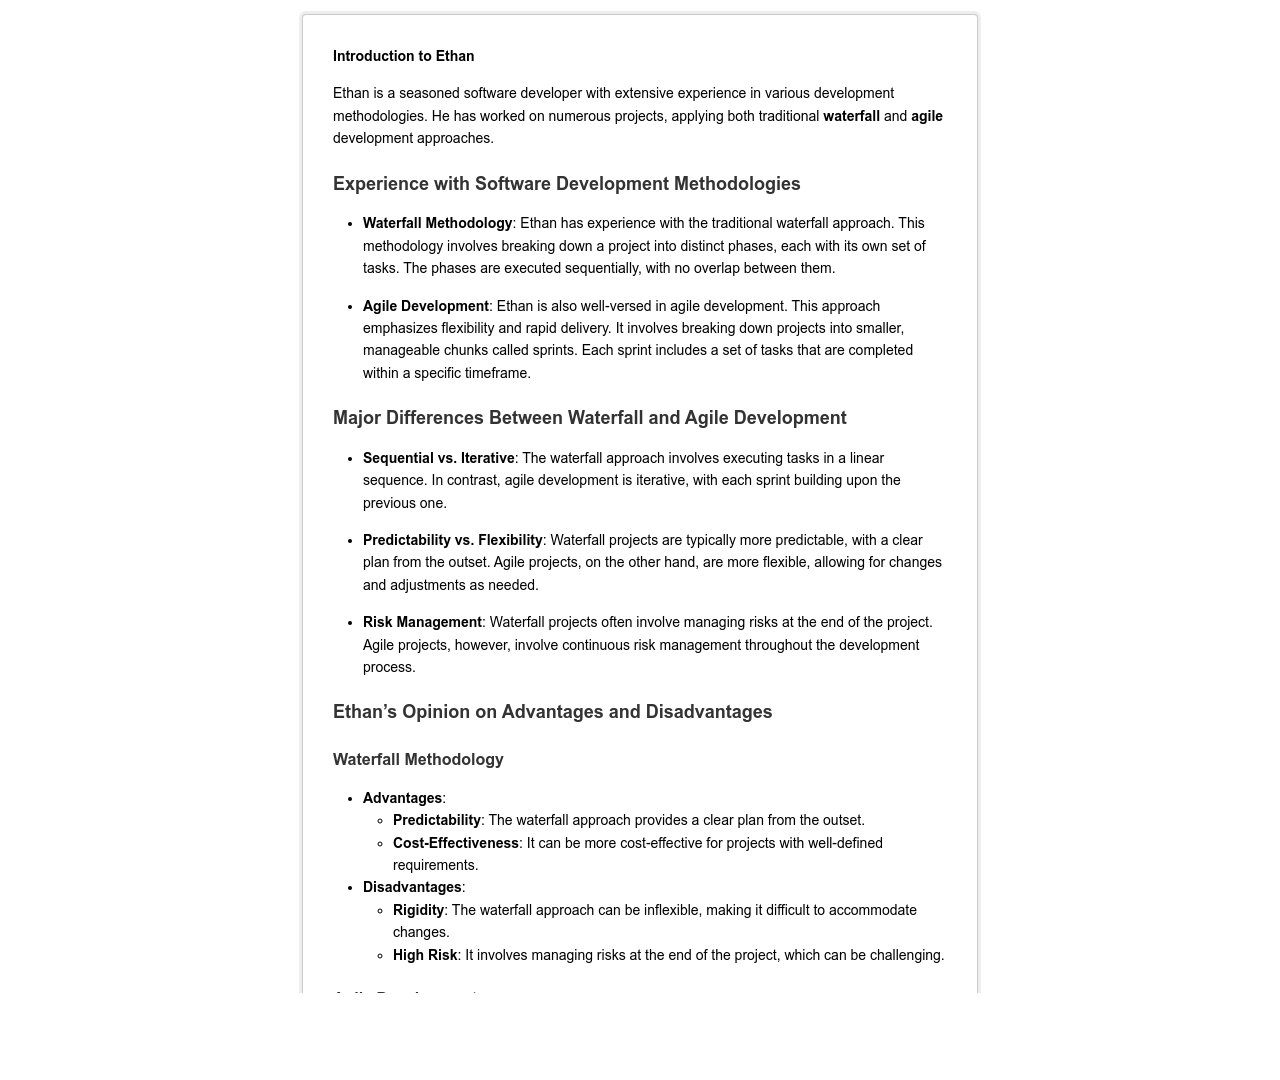 Introduction to Ethan
Ethan is a seasoned software developer with extensive experience in various development
methodologies. He has worked on numerous projects, applying both traditional waterfall and agile
development approaches.
Experience with Software Development Methodologies
• Waterfall Methodology: Ethan has experience with the traditional waterfall approach. This
methodology involves breaking down a project into distinct phases, each with its own set of
tasks. The phases are executed sequentially, with no overlap between them.
• Agile Development: Ethan is also well-versed in agile development. This approach
emphasizes flexibility and rapid delivery. It involves breaking down projects into smaller,
manageable chunks called sprints. Each sprint includes a set of tasks that are completed
within a specific timeframe.
Major Differences Between Waterfall and Agile Development
• Sequential vs. Iterative: The waterfall approach involves executing tasks in a linear
sequence. In contrast, agile development is iterative, with each sprint building upon the
previous one.
• Predictability vs. Flexibility: Waterfall projects are typically more predictable, with a clear
plan from the outset. Agile projects, on the other hand, are more flexible, allowing for changes
and adjustments as needed.
• Risk Management: Waterfall projects often involve managing risks at the end of the project.
Agile projects, however, involve continuous risk management throughout the development
process.
Ethan’s Opinion on Advantages and Disadvantages
Waterfall Methodology
• Advantages:
◦ Predictability: The waterfall approach provides a clear plan from the outset.
◦ Cost-Effectiveness: It can be more cost-effective for projects with well-defined
requirements.
• Disadvantages:
◦ Rigidity: The waterfall approach can be inflexible, making it difficult to accommodate
changes.
◦ High Risk: It involves managing risks at the end of the project, which can be challenging.